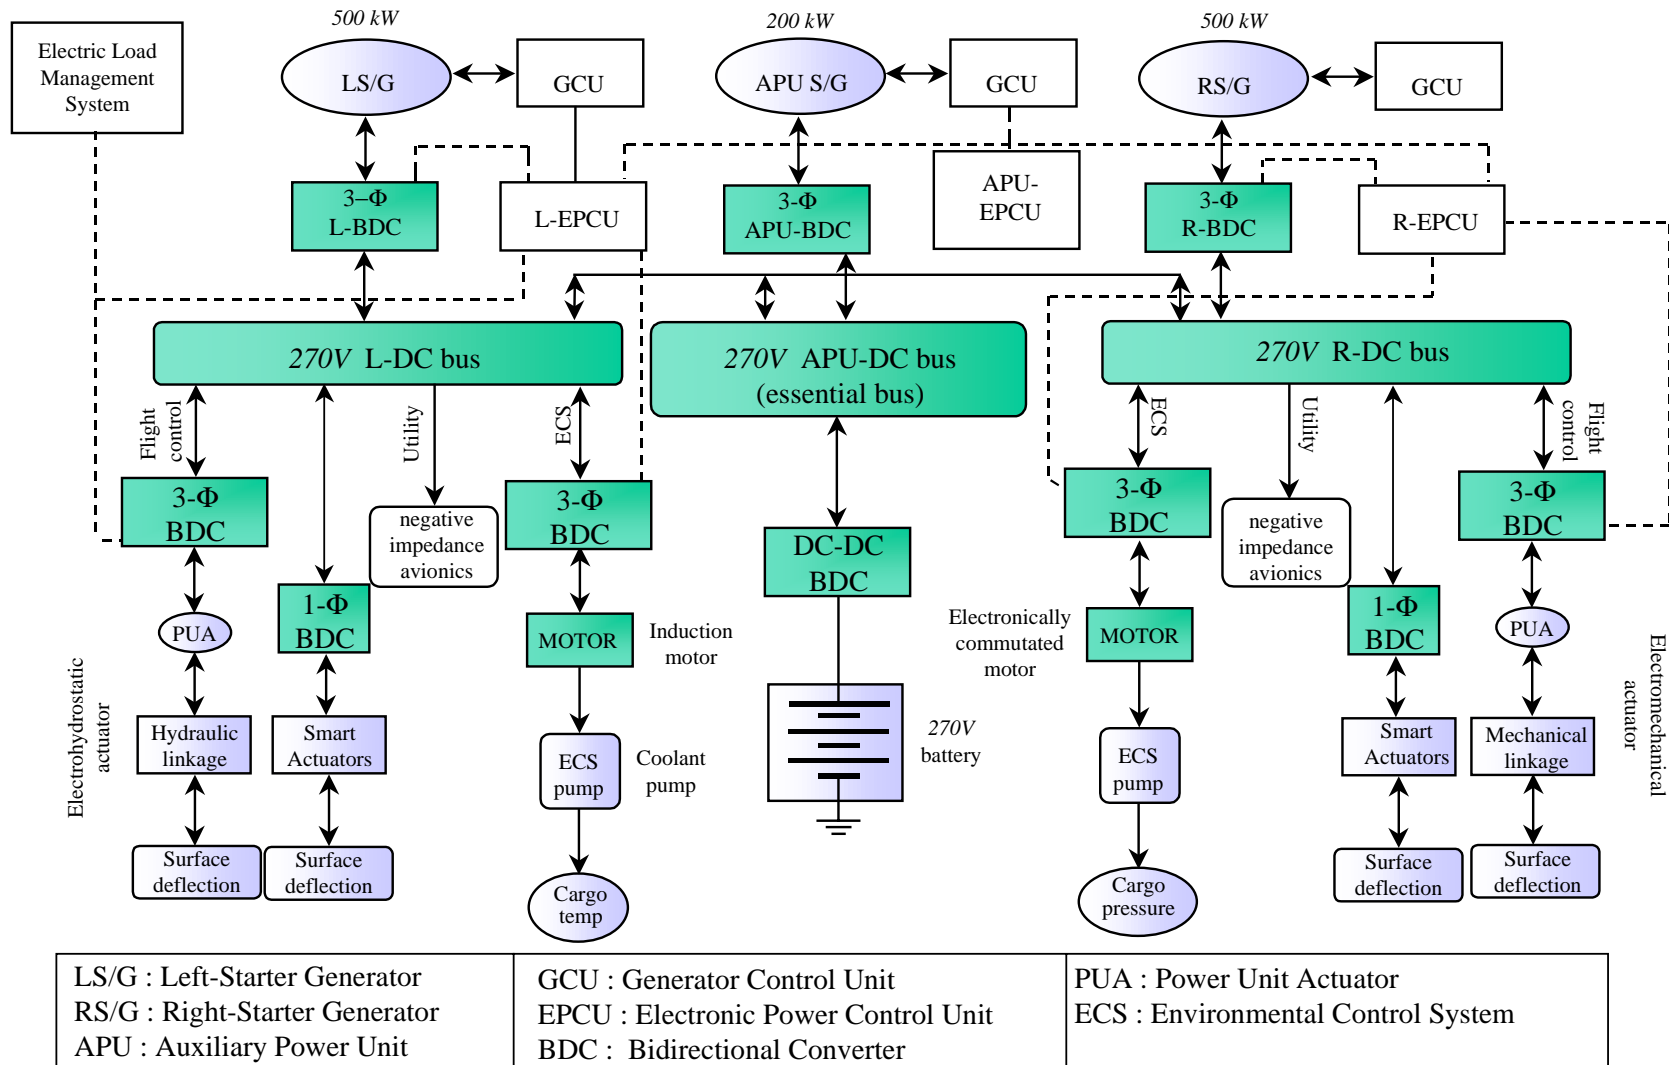 500 kW
200 kW
500 kW
Electric Load
Management
System
LS/G
GCU
APU S/G
GCU
RS/G
GCU
3–Φ
L-BDC
L-EPCU
3-Φ
APU-BDC
APU-
EPCU
3-Φ
R-BDC
R-EPCU
270V L-DC bus
270V APU-DC bus
(essential bus)
270V R-DC bus
Flight
control
Utility
ECS
ECS
Utility
Flight
control
3-Φ
BDC
negative
impedance
avionics
3-Φ
BDC
DC-DC
BDC
3-Φ
BDC
negative
impedance
avionics
3-Φ
BDC
1-Φ
BDC
1-Φ
BDC
PUA
MOTOR
Induction
motor
Electronically
commutated
motor
MOTOR
PUA
Electrohydrostatic
actuator
Hydraulic
linkage
Smart
Actuators
ECS
pump
Coolant
pump
270V
battery
ECS
pump
Smart
Actuators
Mechanical
linkage
Electromechanical
actuator
Surface
deflection
Surface
deflection
Cargo
temp
Cargo
pressure
Surface
deflection
Surface
deflection
LS/G : Left-Starter Generator
RS/G : Right-Starter Generator
APU : Auxiliary Power Unit
GCU : Generator Control Unit
EPCU : Electronic Power Control Unit
BDC : Bidirectional Converter
PUA : Power Unit Actuator
ECS : Environmental Control System